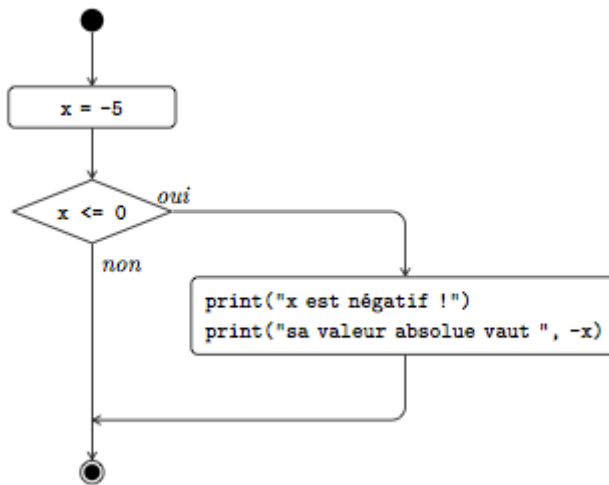 x = -5
x <= 0
oui
non
print("x est négatif !")
print("sa valeur absolue vaut ", -x)